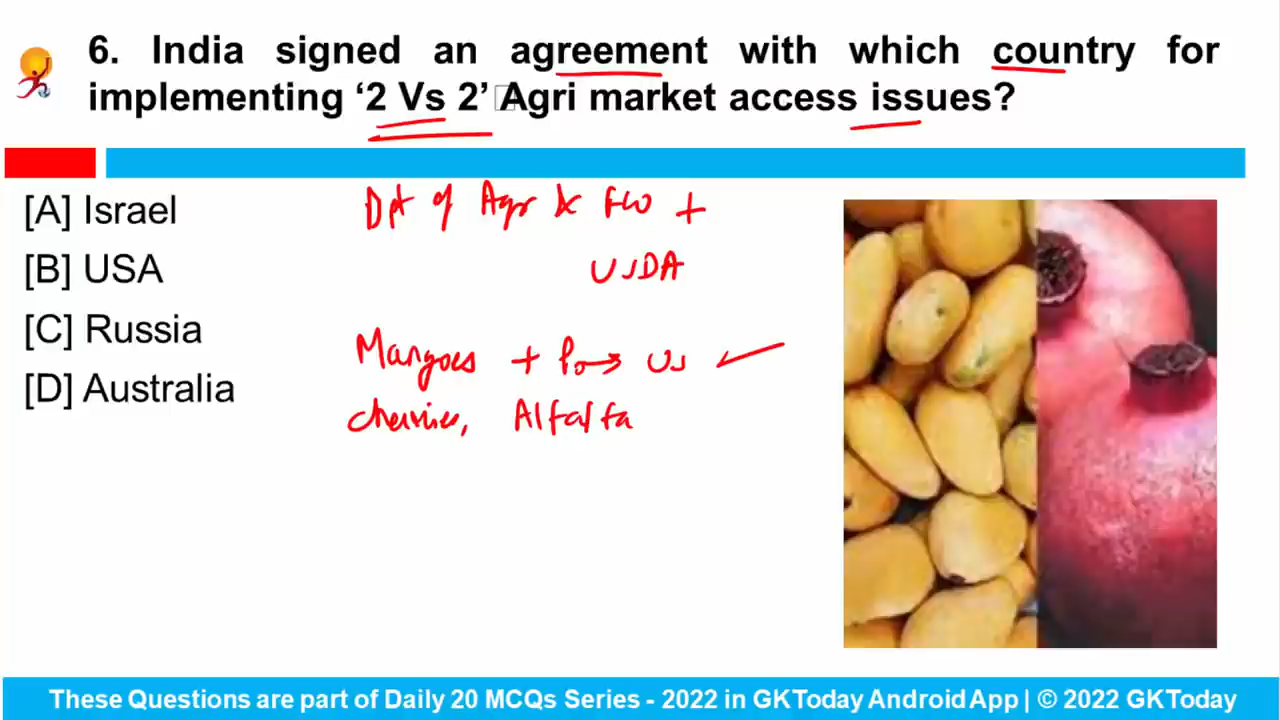 6. India signed an agreement with which country for
implementing ‘2 Vs 2’ Agri market access issues?
[A] Israel
[B] USA
[C] Russia
[D] Australia
Dpt of Agr & FW +
USDA
Mangoes + Po→ US
cherries, Alfalfa
These Questions are part of Daily 20 MCQs Series - 2022 in GKToday Android App | © 2022 GKToday